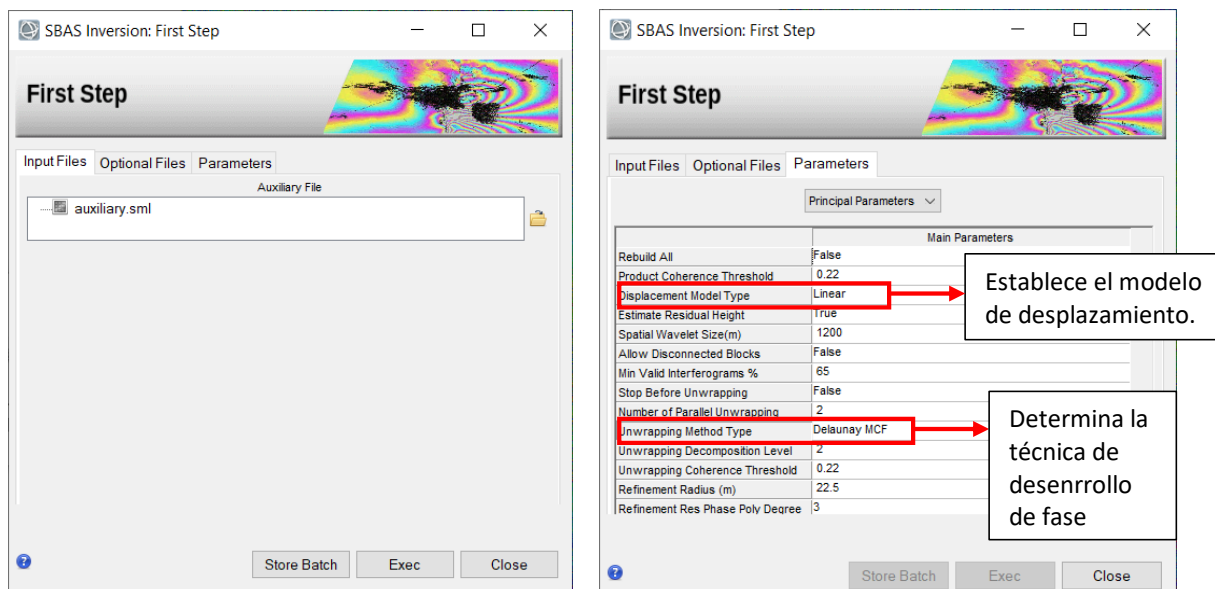 SBAS Inversion: First Step
First Step
Input Files Optional Files Parameters
Auxiliary File
auxiliary.sml
Store Batch Exec Close
SBAS Inversion: First Step
First Step
Input Files Optional Files Parameters
Principal Parameters
Main Parameters
Rebuild All False
Product Coherence Threshold 0.22
Displacement Model Type Linear
Estimate Residual Height True
Spatial Wavelet Size(m) 1200
Allow Disconnected Blocks False
Min Valid Interferograms % 65
Stop Before Unwrapping False
Number of Parallel Unwrapping 2
Unwrapping Method Type Delaunay MCF
Unwrapping Decomposition Level 2
Unwrapping Coherence Threshold 0.22
Refinement Radius (m) 22.5
Refinement Res Phase Poly Degree 3
Establece el modelo
de desplazamiento.
Determina la
técnica de
desenrrollo
de fase
Store Batch Exec Close